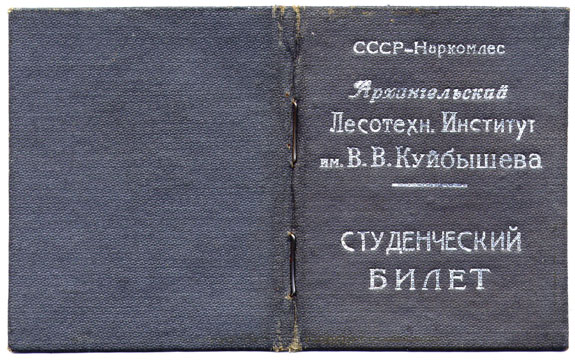 СССР-Наркомлес
Архангельский
Лесотехн. Институт
им. В. В. Куйбышева
СТУДЕНЧЕСКИЙ
БИЛЕТ